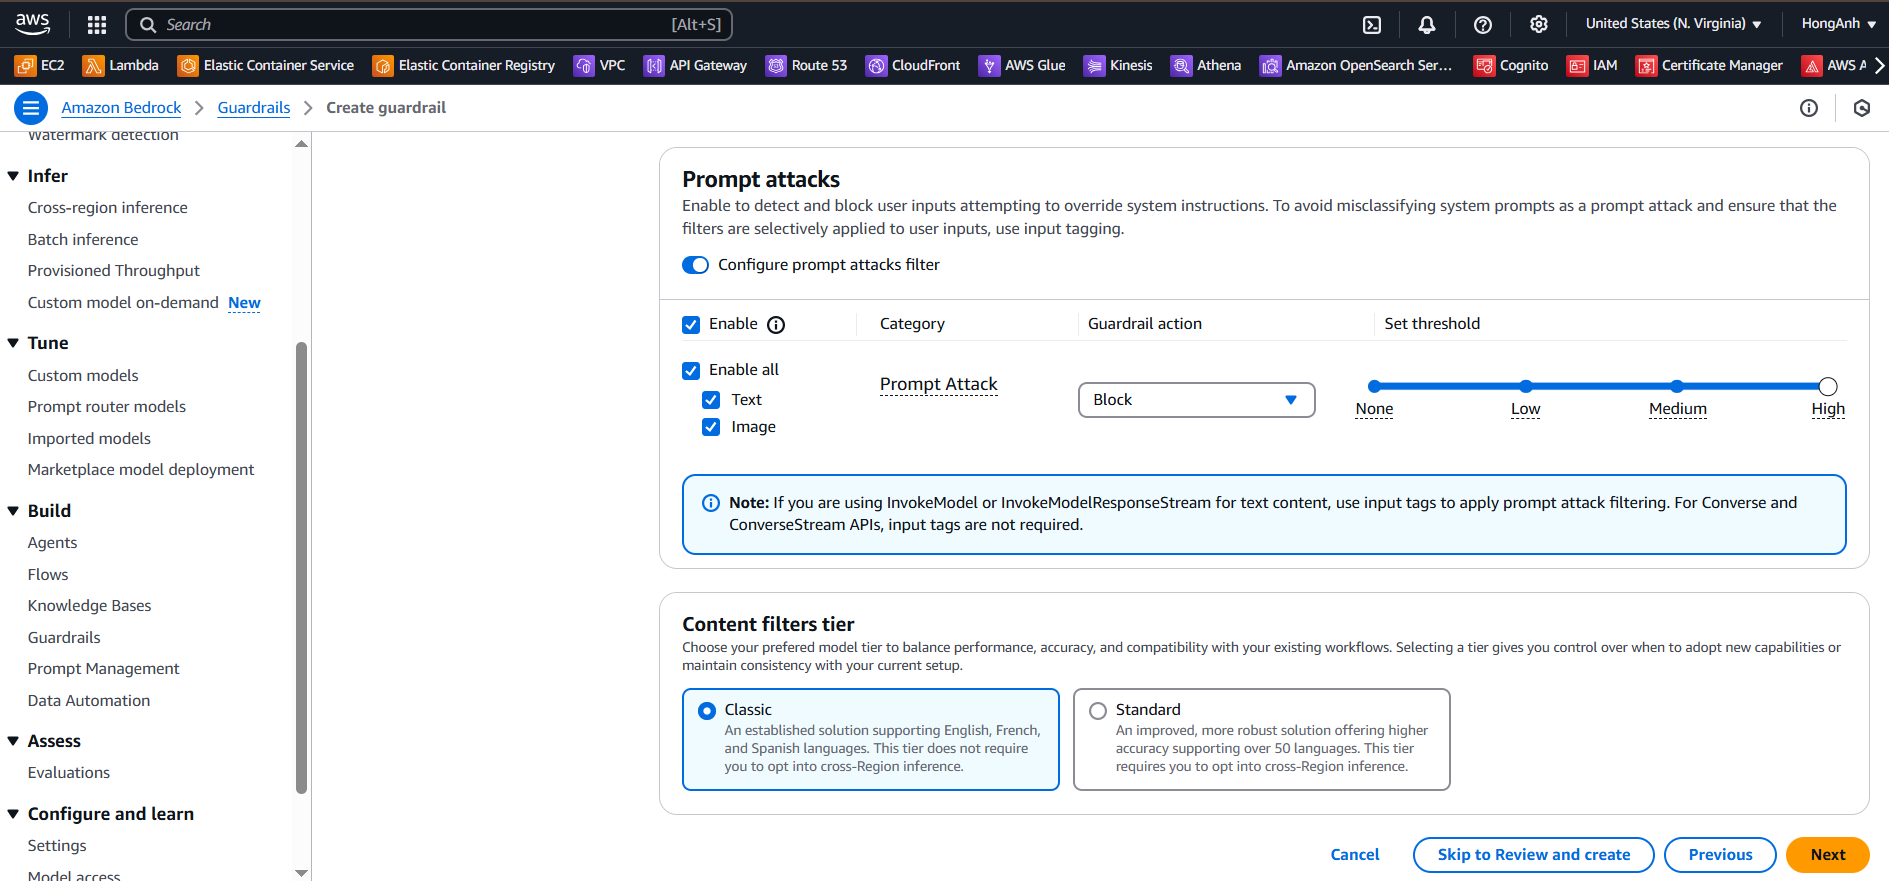 aws
Search [Alt+S]
United States (N. Virginia)
HongAnh
EC2
Lambda
Elastic Container Service
Elastic Container Registry
VPC
API Gateway
Route 53
CloudFront
AWS Glue
Kinesis
Athena
Amazon OpenSearch Ser...
Cognito
IAM
Certificate Manager
AWS A
Amazon Bedrock
Guardrails
Create guardrail
Watermark detection
Infer
Cross-region inference
Batch inference
Provisioned Throughput
Custom model on-demand New
Tune
Custom models
Prompt router models
Imported models
Marketplace model deployment
Build
Agents
Flows
Knowledge Bases
Guardrails
Prompt Management
Data Automation
Assess
Evaluations
Configure and learn
Settings
Model access
Prompt attacks
Enable to detect and block user inputs attempting to override system instructions. To avoid misclassifying system prompts as a prompt attack and ensure that the
filters are selectively applied to user inputs, use input tagging.
Configure prompt attacks filter
Enable
Category
Guardrail action
Set threshold
Enable all
Text
Image
Prompt Attack
Block
None
Low
Medium
High
Note: If you are using InvokeModel or InvokeModelResponseStream for text content, use input tags to apply prompt attack filtering. For Converse and
ConverseStream APIs, input tags are not required.
Content filters tier
Choose your prefered model tier to balance performance, accuracy, and compatibility with your existing workflows. Selecting a tier gives you control over when to adopt new capabilities or
maintain consistency with your current setup.
Classic
An established solution supporting English, French,
and Spanish languages. This tier does not require
you to opt into cross-Region inference.
Standard
An improved, more robust solution offering higher
accuracy supporting over 50 languages. This tier
requires you to opt into cross-Region inference.
Cancel
Skip to Review and create
Previous
Next